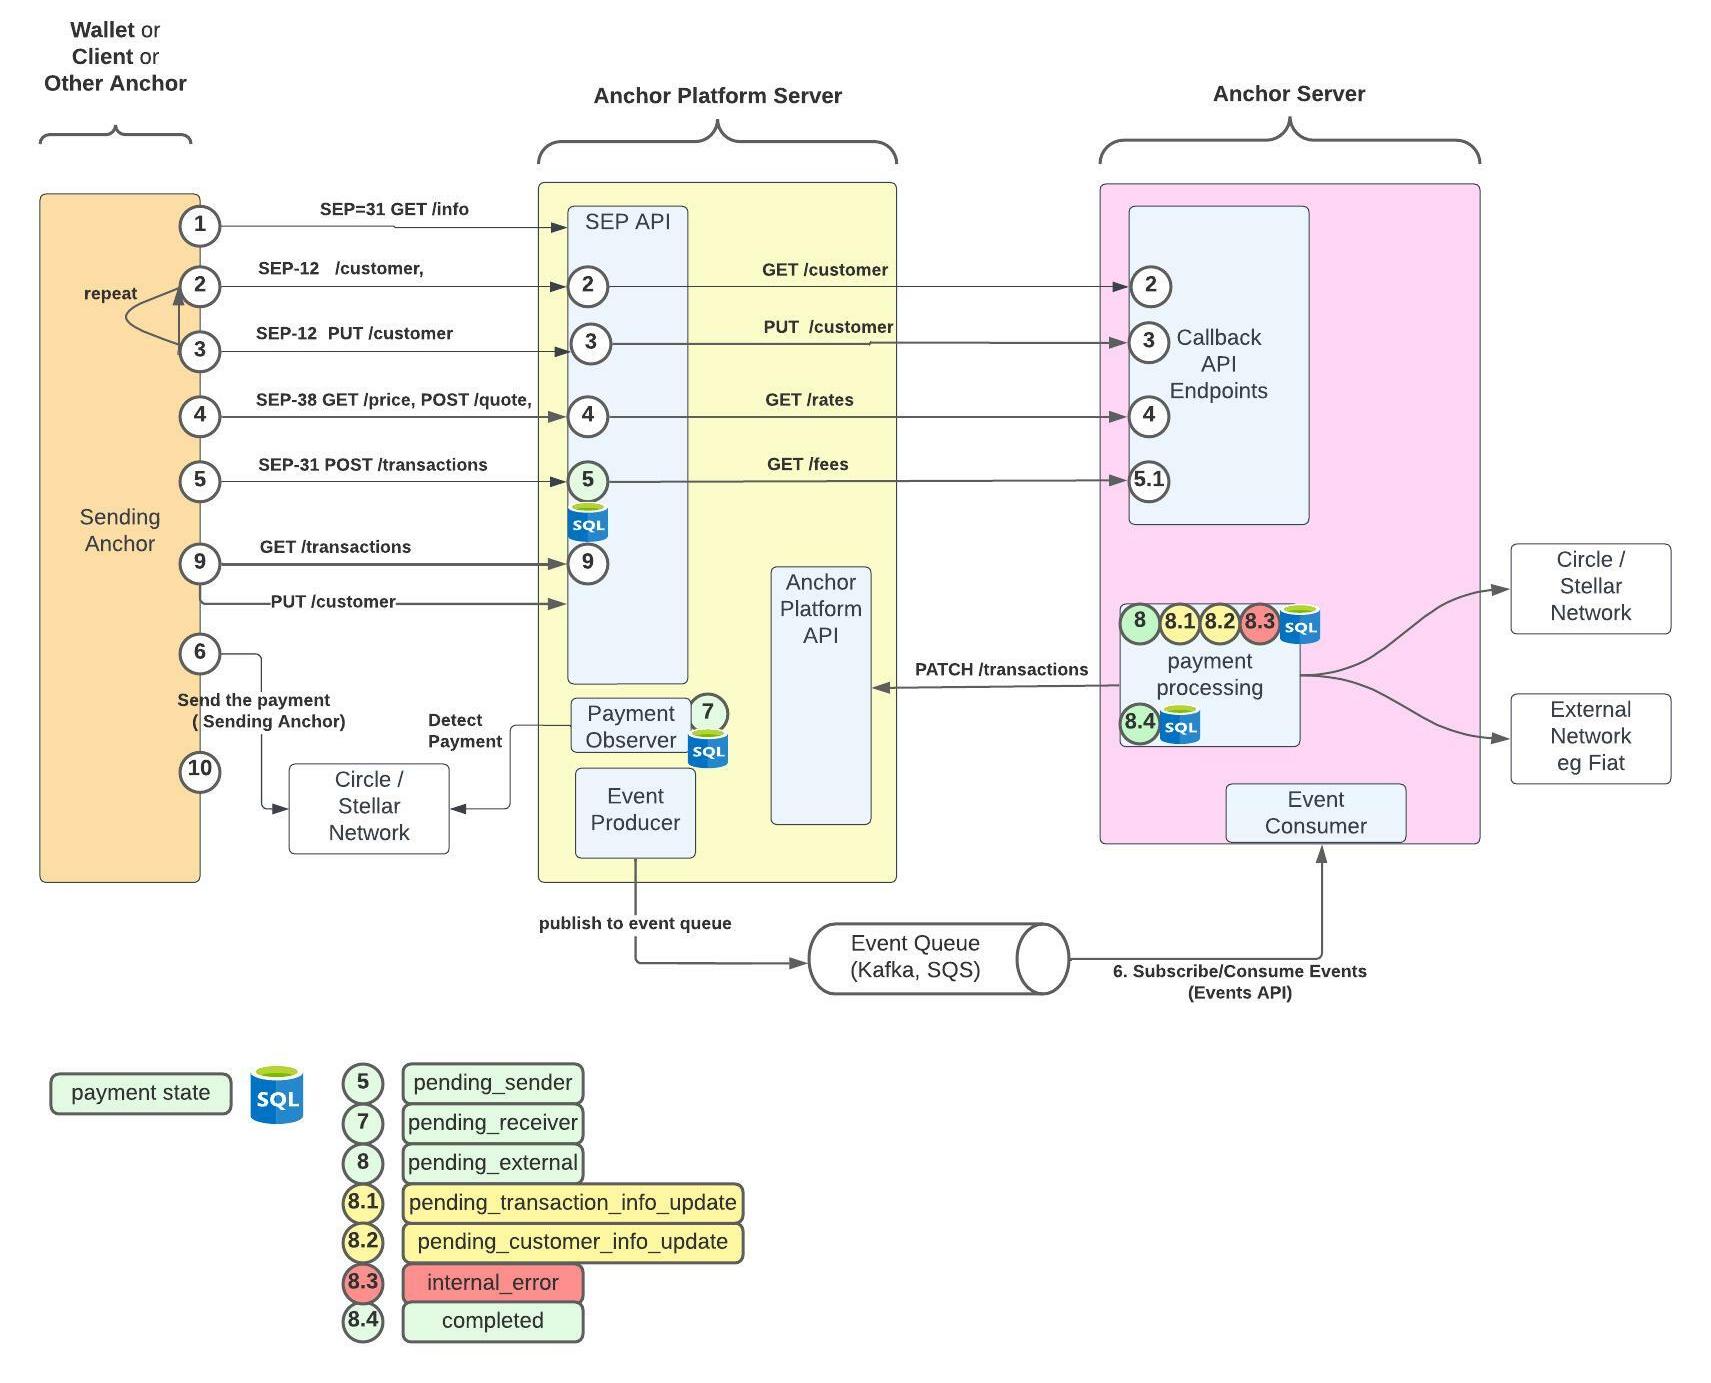 Wallet or
Client or
Other Anchor
Anchor Platform Server
Anchor Server
1
SEP=31 GET /info
SEP API
2
SEP-12 /customer,
2
GET /customer
2
repeat
3
SEP-12 PUT /customer
3
PUT /customer
3
Callback
API
Endpoints
4
SEP-38 GET /price, POST /quote,
4
GET /rates
4
5
SEP-31 POST /transactions
5
GET /fees
5.1
SQL
Sending
Anchor
9
GET /transactions
9
PUT /customer
Anchor
Platform
API
Circle /
Stellar
Network
8
8.1
8.2
8.3
SQL
payment
processing
8.4
SQL
PATCH /transactions
External
Network
eg Fiat
6
Send the payment
( Sending Anchor)
Detect
Payment
Payment
Observer
7
SQL
10
Circle /
Stellar
Network
Event
Producer
Event
Consumer
publish to event queue
Event Queue
(Kafka, SQS)
6. Subscribe/Consume Events
(Events API)
payment state
SQL
5 pending_sender
7 pending_receiver
8 pending_external
8.1 pending_transaction_info_update
8.2 pending_customer_info_update
8.3 internal_error
8.4 completed